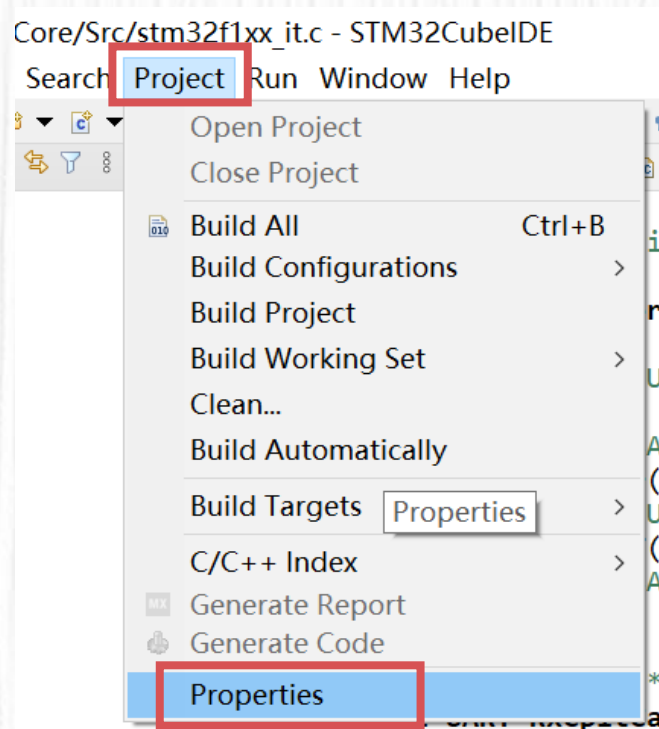 Core/Src/stm32f1xx_it.c - STM32CubeIDE
Search Project Run Window Help
Open Project
Close Project
Build All Ctrl+B
Build Configurations
Build Project
Build Working Set
Clean...
Build Automatically
Build Targets
Properties
C/C++ Index
Generate Report
Generate Code
Properties